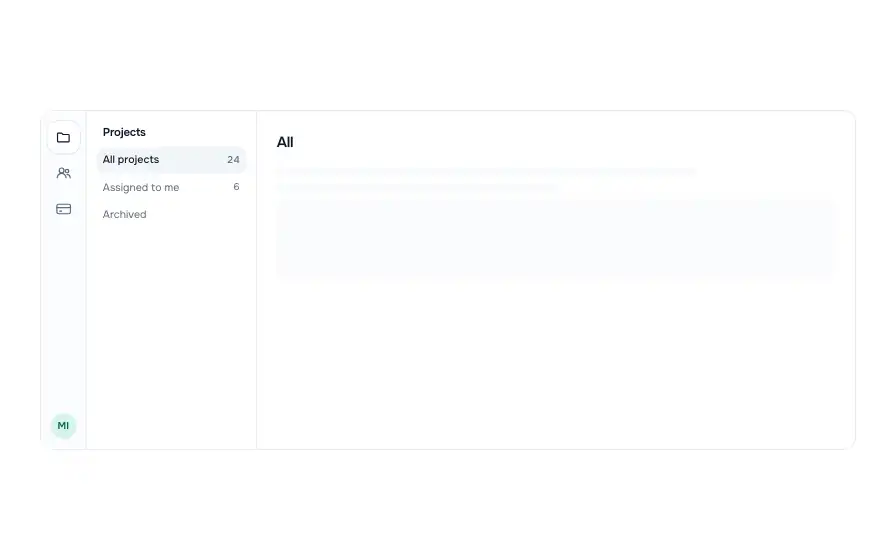 Projects
All projects 24
Assigned to me 6
Archived
All
MI